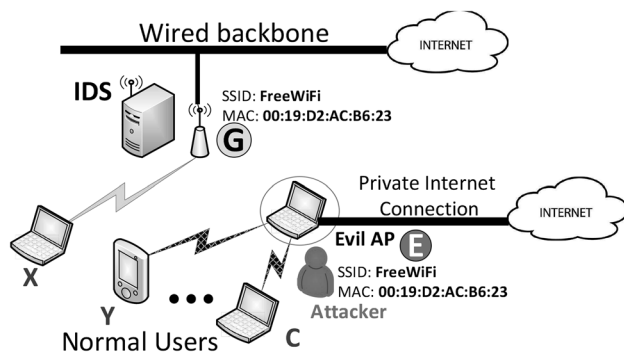 Wired backbone
INTERNET
IDS
SSID: FreeWiFi
MAC: 00:19:D2:AC:B6:23
G
Private Internet
Connection
INTERNET
Evil AP
E
SSID: FreeWiFi
MAC: 00:19:D2:AC:B6:23
Attacker
X
Y
C
Normal Users